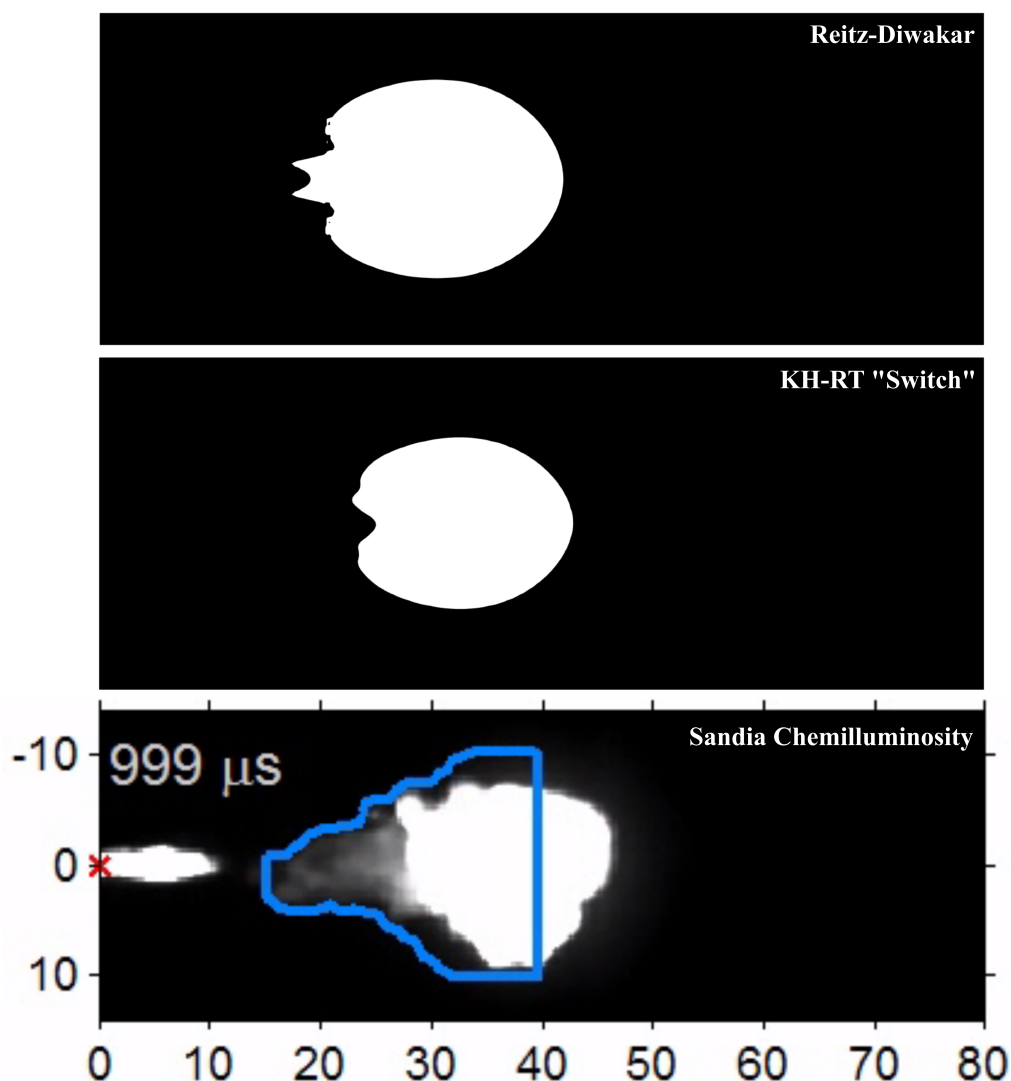 Reitz-Diwakar
KH-RT "Switch"
Sandia Chemilluminosity
999 μs
-10
0
10
0 10 20 30 40 50 60 70 80